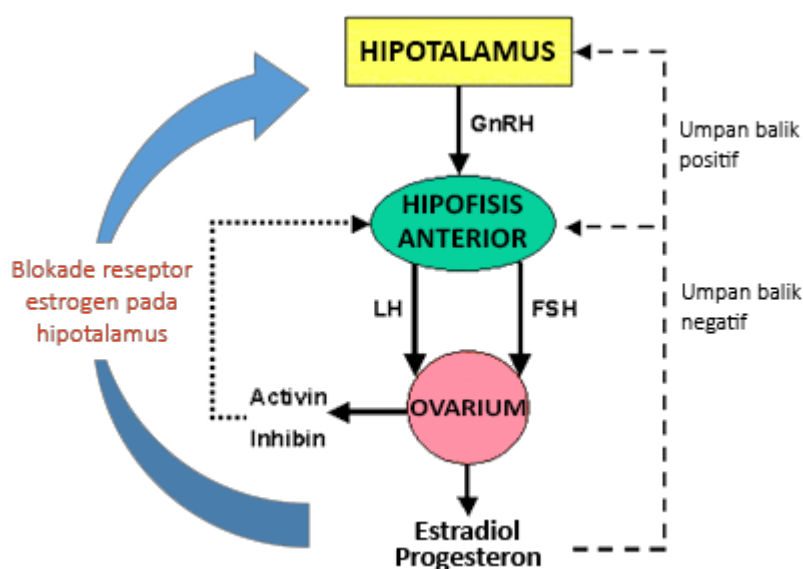 HIPOTALAMUS
GnRH
Umpan balik
positif
HIPOFISIS
ANTERIOR
Blokade reseptor
estrogen pada
hipotalamus
LH
FSH
Umpan balik
negatif
Activin
Inhibin
OVARIUM
Estradiol
Progesteron